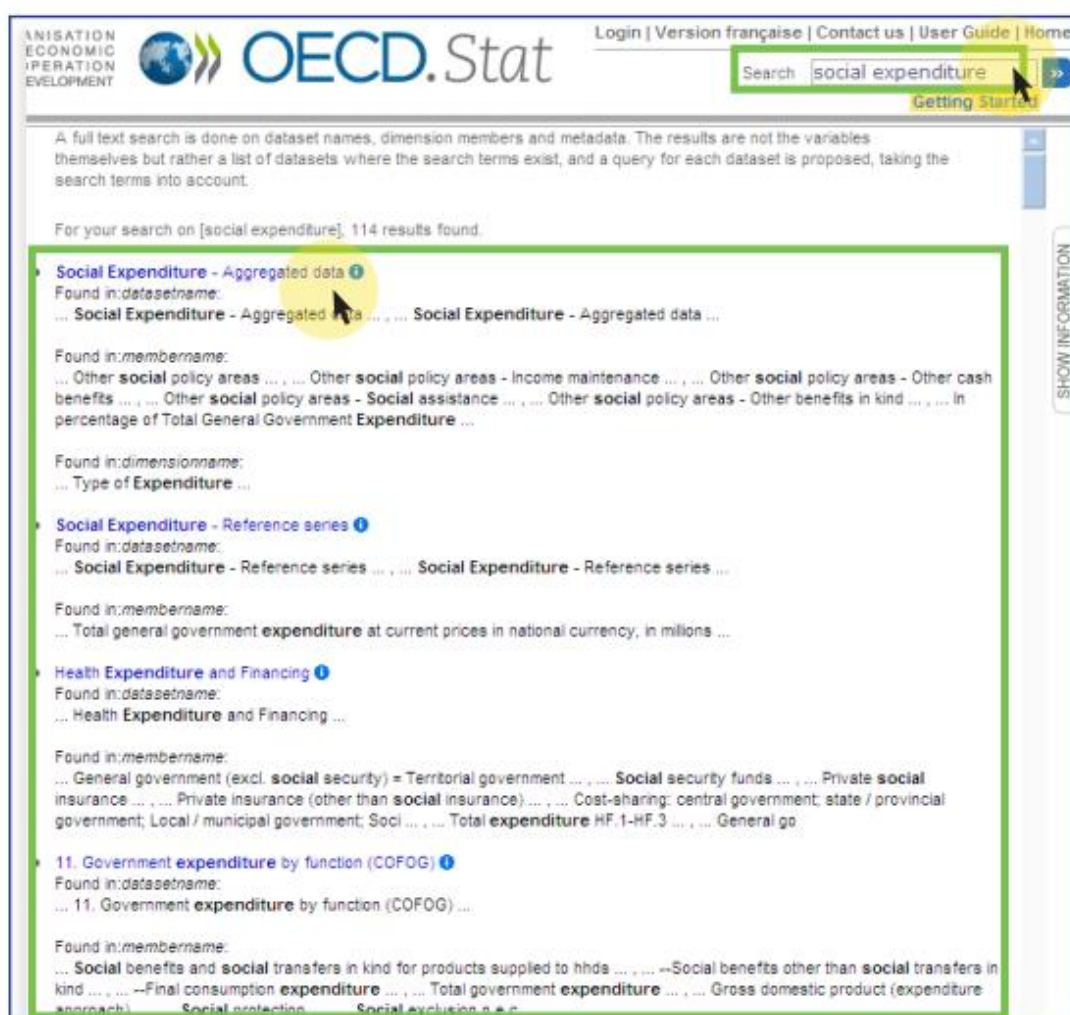 ANISATION
ECONOMIC
OPERATION
EVELOPMENT
OECD.Stat
Login | Version française | Contact us | User Guide | Home
Search social expenditure »
Getting Started
A full text search is done on dataset names, dimension members and metadata. The results are not the variables
themselves but rather a list of datasets where the search terms exist, and a query for each dataset is proposed, taking the
search terms into account.
For your search on [social expenditure], 114 results found.
Social Expenditure - Aggregated data
Found in:datasetname:
... Social Expenditure - Aggregated data ... , ... Social Expenditure - Aggregated data ...
Found in:membername:
... Other social policy areas ... , ... Other social policy areas - Income maintenance ... , ... Other social policy areas - Other cash
benefits ... , ... Other social policy areas - Social assistance ... , ... Other social policy areas - Other benefits in kind ... , ... In
percentage of Total General Government Expenditure ...
Found in:dimensionname:
... Type of Expenditure ...
Social Expenditure - Reference series
Found in:datasetname:
... Social Expenditure - Reference series ... , ... Social Expenditure - Reference series ...
Found in:membername:
... Total general government expenditure at current prices in national currency, in millions ...
Health Expenditure and Financing
Found in:datasetname:
... Health Expenditure and Financing ...
Found in:membername:
... General government (excl. social security) = Territorial government ... , ... Social security funds ... , ... Private social
insurance ... , ... Private insurance (other than social insurance) ... , ... Cost-sharing: central government; state / provincial
government; Local / municipal government; Soci ... , ... Total expenditure HF.1-HF.3 ... , ... General go
11. Government expenditure by function (COFOG)
Found in:datasetname:
... 11. Government expenditure by function (COFOG) ...
Found in:membername:
... Social benefits and social transfers in kind for products supplied to hhds ... , ... --Social benefits other than social transfers in
kind ... , ... --Final consumption expenditure ... , ... Total government expenditure ... , ... Gross domestic product (expenditure
approach) ... Social protection ... Social exclusion n.e.c.
SHOW INFORMATION